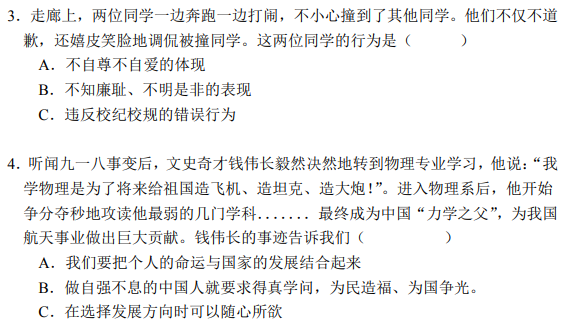 3．走廊上，两位同学一边奔跑一边打闹，不小心撞到了其他同学。他们不仅不道
歉，还嬉皮笑脸地调侃被撞同学。这两位同学的行为是（　　　）
A．不自尊不自爱的体现
B．不知廉耻、不明是非的表现
C．违反校纪校规的错误行为
4．听闻九一八事变后，文史奇才钱伟长毅然决然地转到物理专业学习，他说：“我
学物理是为了将来给祖国造飞机、造坦克、造大炮！”。进入物理系后，他开始
争分夺秒地攻读他最弱的几门学科.......最终成为中国“力学之父”，为我国
航天事业做出巨大贡献。钱伟长的事迹告诉我们（　　　　　）
A．我们要把个人的命运与国家的发展结合起来
B．做自强不息的中国人就要求得真学问，为民造福、为国争光。
C．在选择发展方向时可以随心所欲